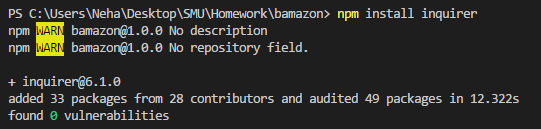 PS C:\Users\Neha\Desktop\SMU\Homework\bamazon> npm install inquirer
npm WARN bamazon@1.0.0 No description
npm WARN bamazon@1.0.0 No repository field.
+ inquirer@6.1.0
added 33 packages from 28 contributors and audited 49 packages in 12.322s
found 0 vulnerabilities